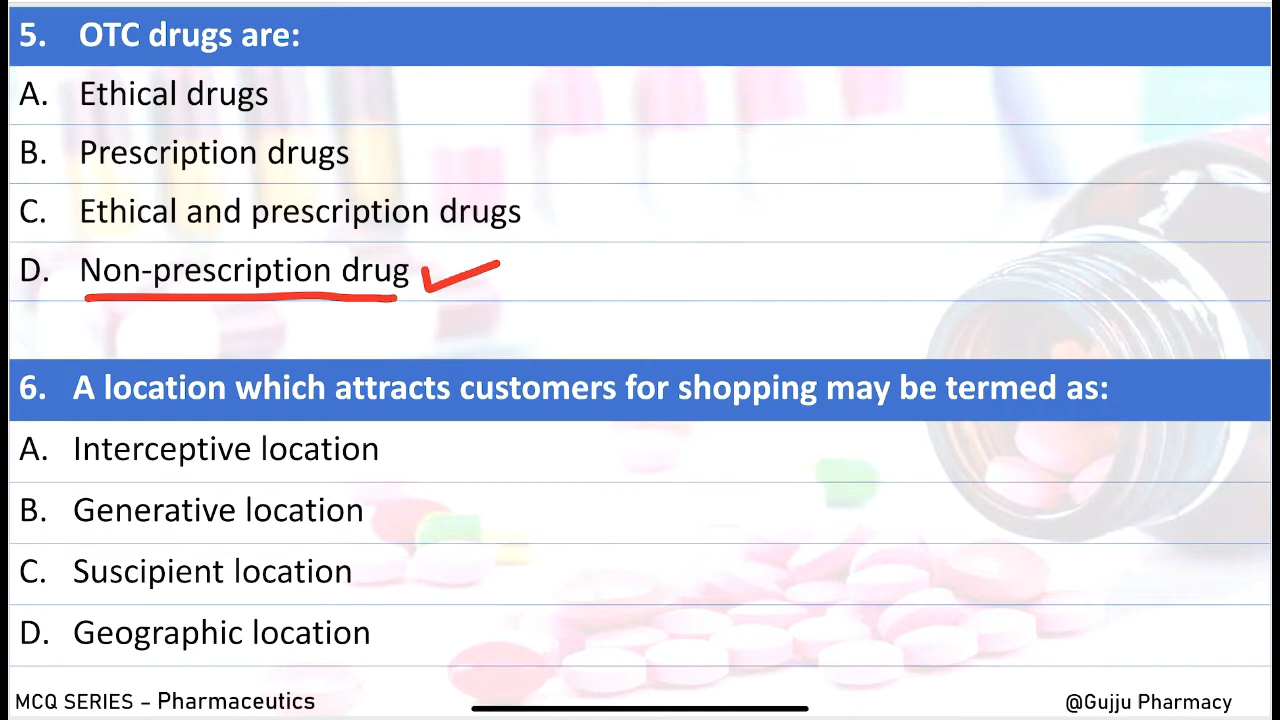 5. OTC drugs are:
A. Ethical drugs
B. Prescription drugs
C. Ethical and prescription drugs
D. Non-prescription drug
6. A location which attracts customers for shopping may be termed as:
A. Interceptive location
B. Generative location
C. Suscipient location
D. Geographic location
MCQ SERIES – Pharmaceutics
@Gujju Pharmacy